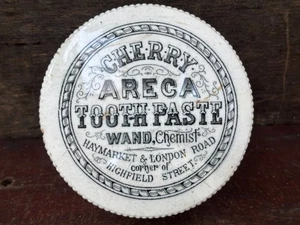 CHERRY
ARECA
TOOTH PASTE
WAND, Chemist
HAYMARKET & LONDON ROAD
corner of
HIGHFIELD STREET.